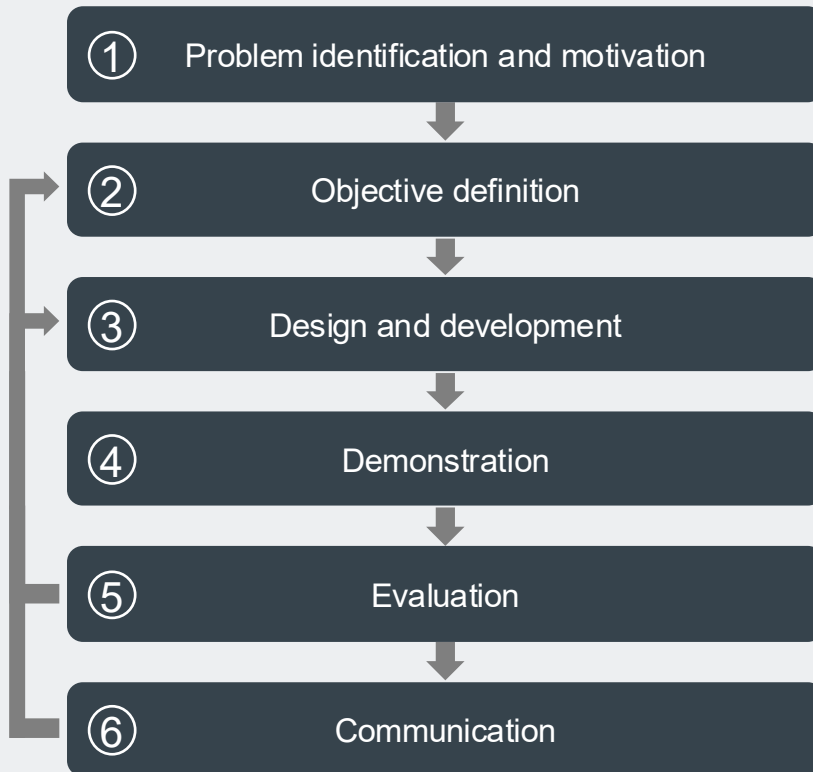 ① Problem identification and motivation
② Objective definition
③ Design and development
④ Demonstration
⑤ Evaluation
⑥ Communication